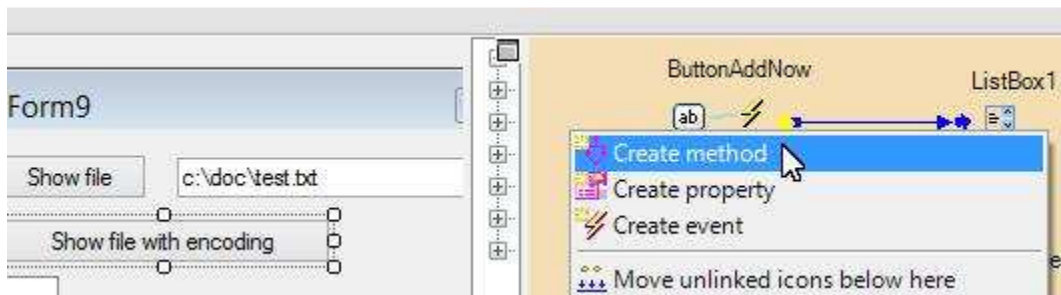 Form9
Show file
c:\doc\test.txt
Show file with encoding
ButtonAddNow
ListBox1
ab
Create method
Create property
Create event
Move unlinked icons below here